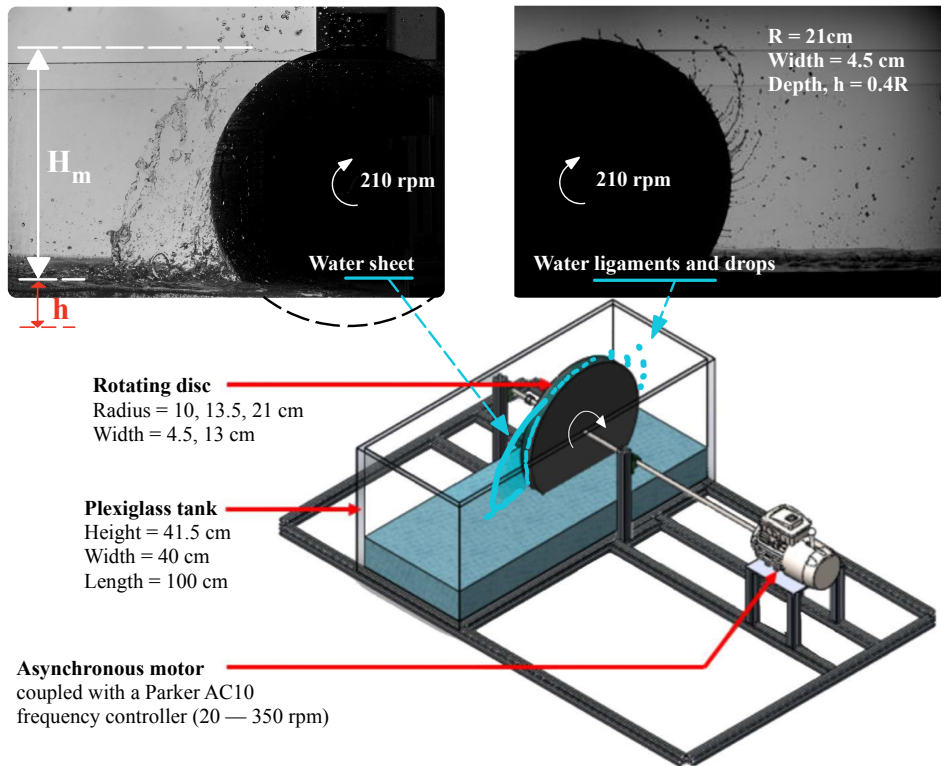 H_m
210 rpm
Water sheet
h
R = 21cm
Width = 4.5 cm
Depth, h = 0.4R
210 rpm
Water ligaments and drops
Rotating disc
Radius = 10, 13.5, 21 cm
Width = 4.5, 13 cm
Plexiglass tank
Height = 41.5 cm
Width = 40 cm
Length = 100 cm
Asynchronous motor
coupled with a Parker AC10
frequency controller (20 — 350 rpm)